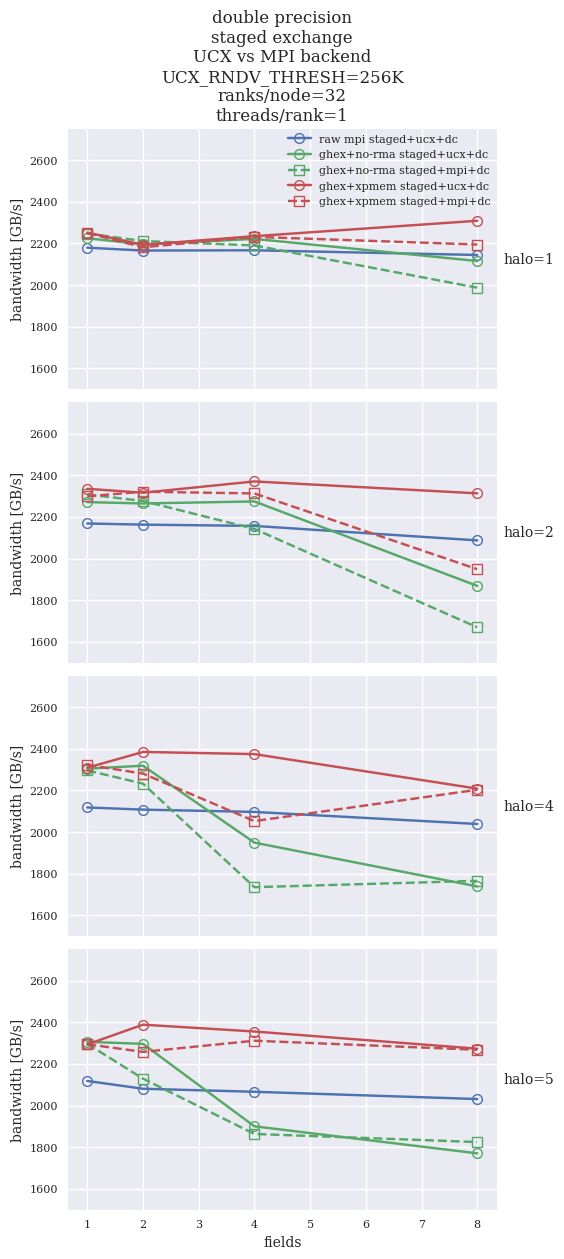 double precision
staged exchange
UCX vs MPI backend
UCX_RNDV_THRESH=256K
ranks/node=32
threads/rank=1
raw mpi staged+ucx+dc
ghex+no-rma staged+ucx+dc
ghex+no-rma staged+mpi+dc
ghex+xpmem staged+ucx+dc
ghex+xpmem staged+mpi+dc
2600
2400
2200
2000
1800
1600
bandwidth [GB/s]
halo=1
2600
2400
2200
2000
1800
1600
bandwidth [GB/s]
halo=2
2600
2400
2200
2000
1800
1600
bandwidth [GB/s]
halo=4
2600
2400
2200
2000
1800
1600
bandwidth [GB/s]
halo=5
1 2 3 4 5 6 7 8
fields